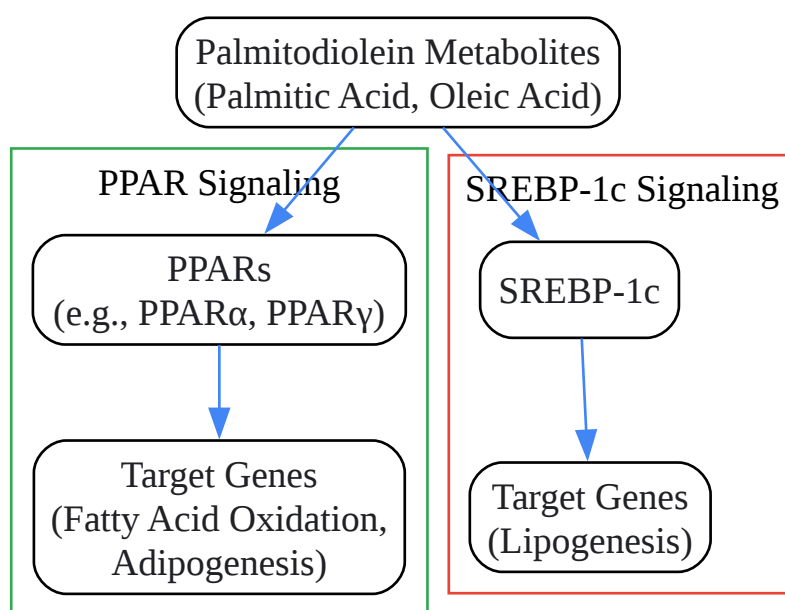 Palmitodiolein Metabolites
(Palmitic Acid, Oleic Acid)
PPAR Signaling
PPARs
(e.g., PPARα, PPARγ)
Target Genes
(Fatty Acid Oxidation,
Adipogenesis)
SREBP-1c Signaling
SREBP-1c
Target Genes
(Lipogenesis)